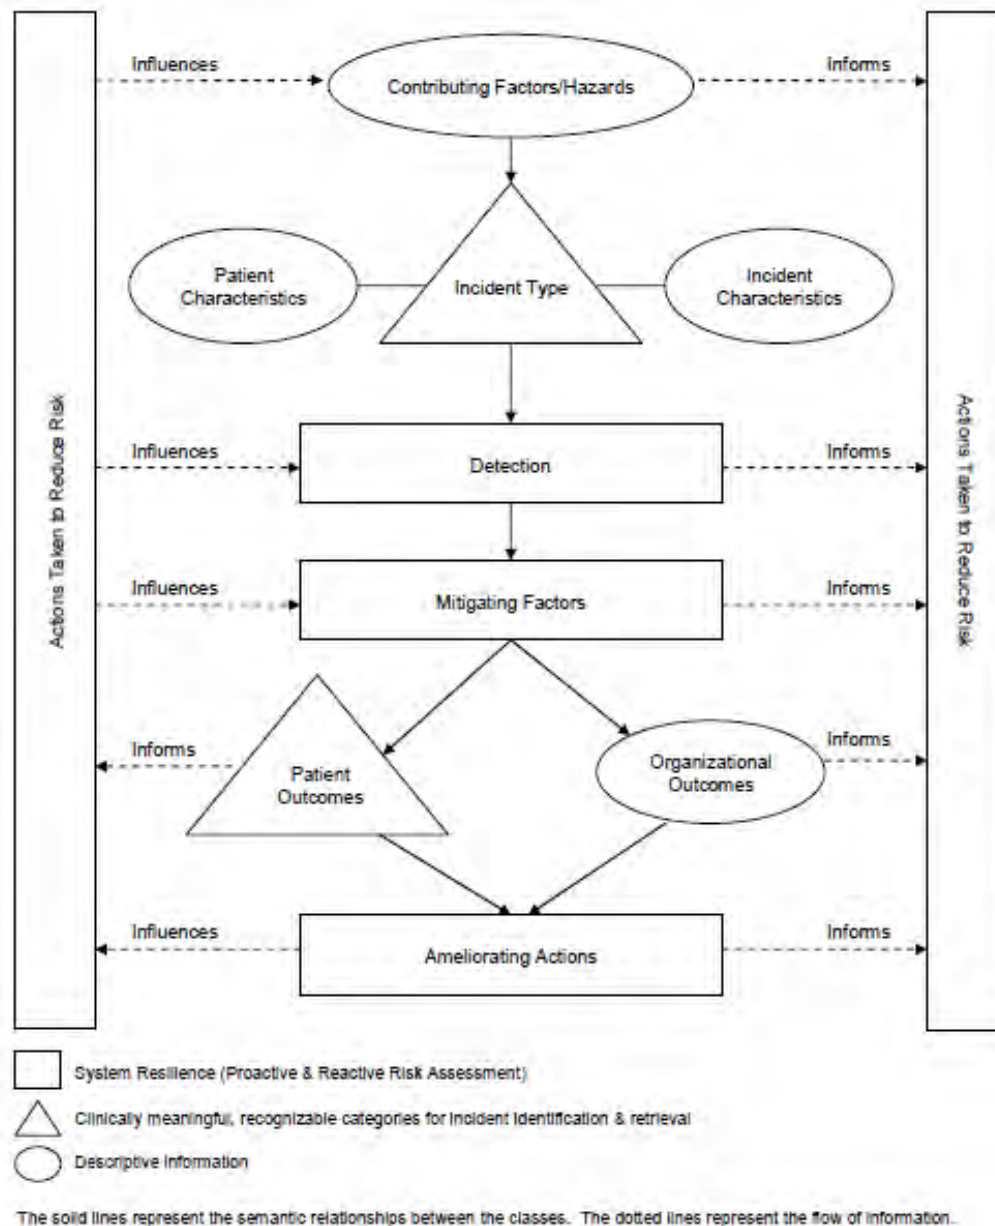 Influences
Informs
Contributing Factors/Hazards
Patient
Characteristics
Incident Type
Incident
Characteristics
Actions Taken to Reduce Risk
Actions Taken to Reduce Risk
Influences
Detection
Informs
Influences
Mitigating Factors
Informs
Informs
Patient
Outcomes
Organizational
Outcomes
Informs
Influences
Ameliorating Actions
Informs
System Resilience (Proactive & Reactive Risk Assessment)
Clinically meaningful, recognizable categories for incident identification & retrieval
Descriptive Information
The solid lines represent the semantic relationships between the classes. The dotted lines represent the flow of information.